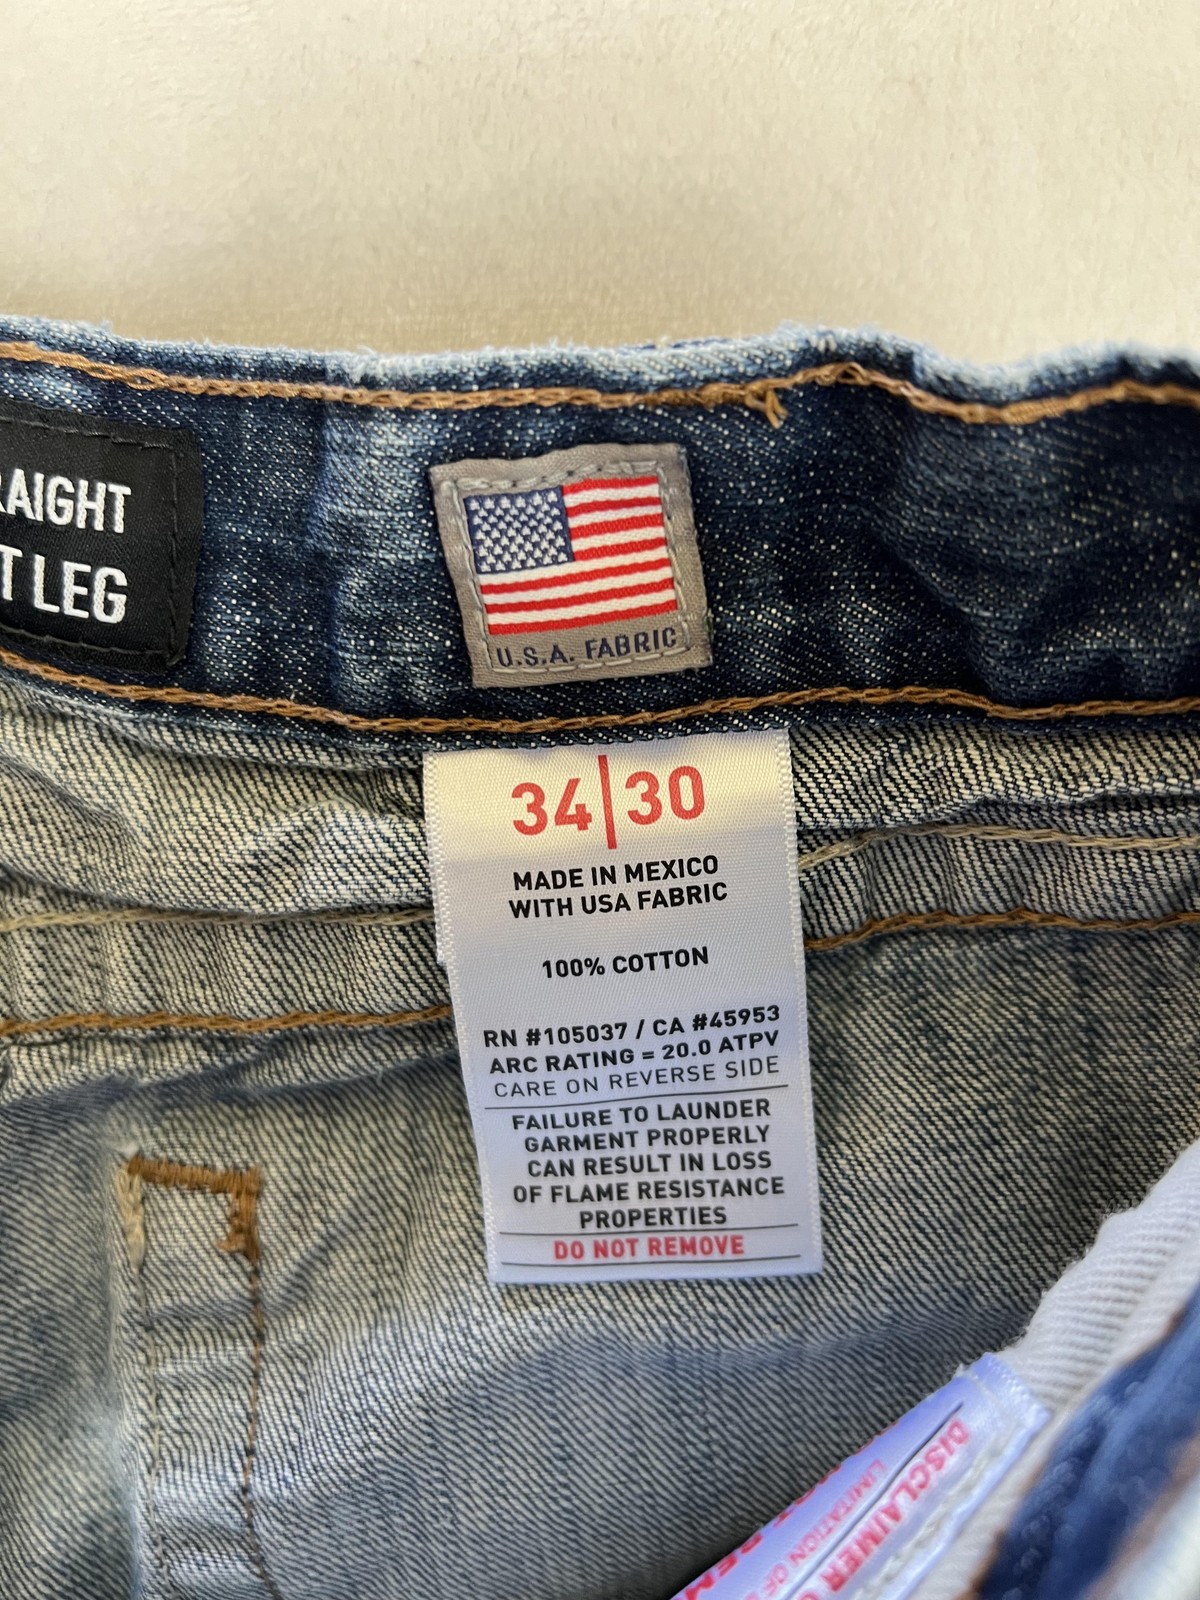 RAIGHT
T LEG
U.S.A. FABRIC
34|30
MADE IN MEXICO
WITH USA FABRIC
100% COTTON
RN #105037 / CA #45953
ARC RATING = 20.0 ATPV
CARE ON REVERSE SIDE
FAILURE TO LAUNDER
GARMENT PROPERLY
CAN RESULT IN LOSS
OF FLAME RESISTANCE
PROPERTIES
DO NOT REMOVE
DISCLAIMER
LIMITATION OF